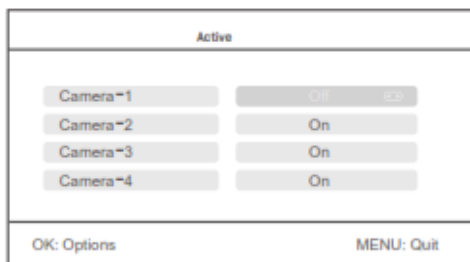 Active
Camera-1 Off
Camera-2 On
Camera-3 On
Camera-4 On
OK: Options MENU: Quit